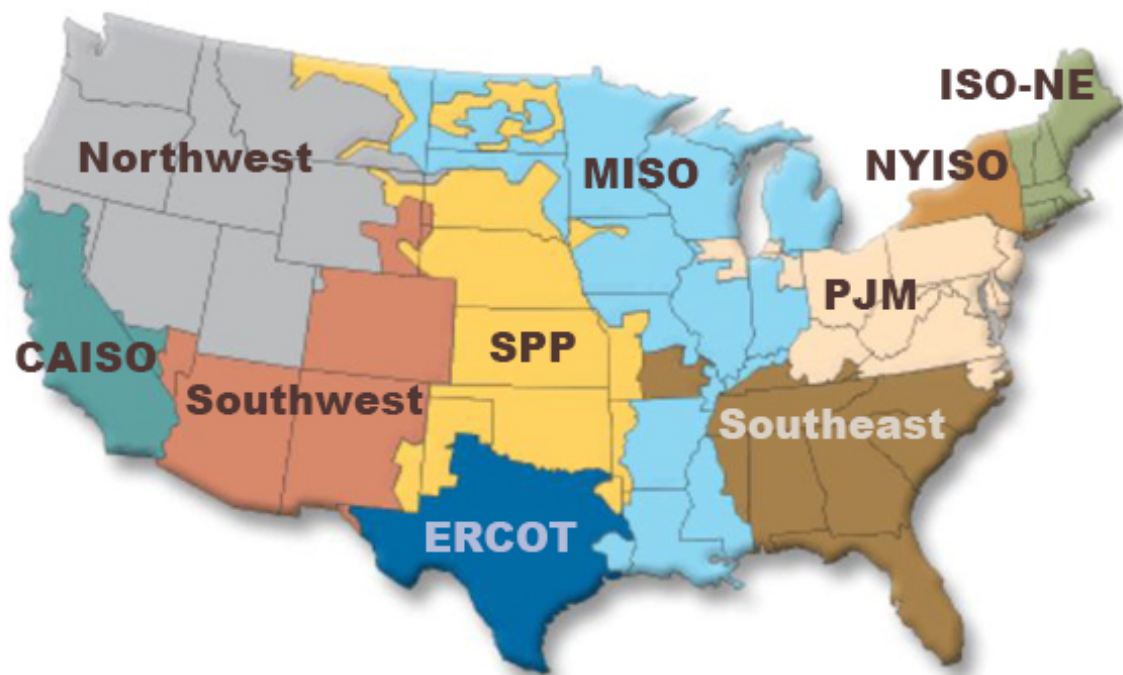 ISO-NE
Northwest
MISO
NYISO
PJM
CAISO
SPP
Southwest
Southeast
ERCOT